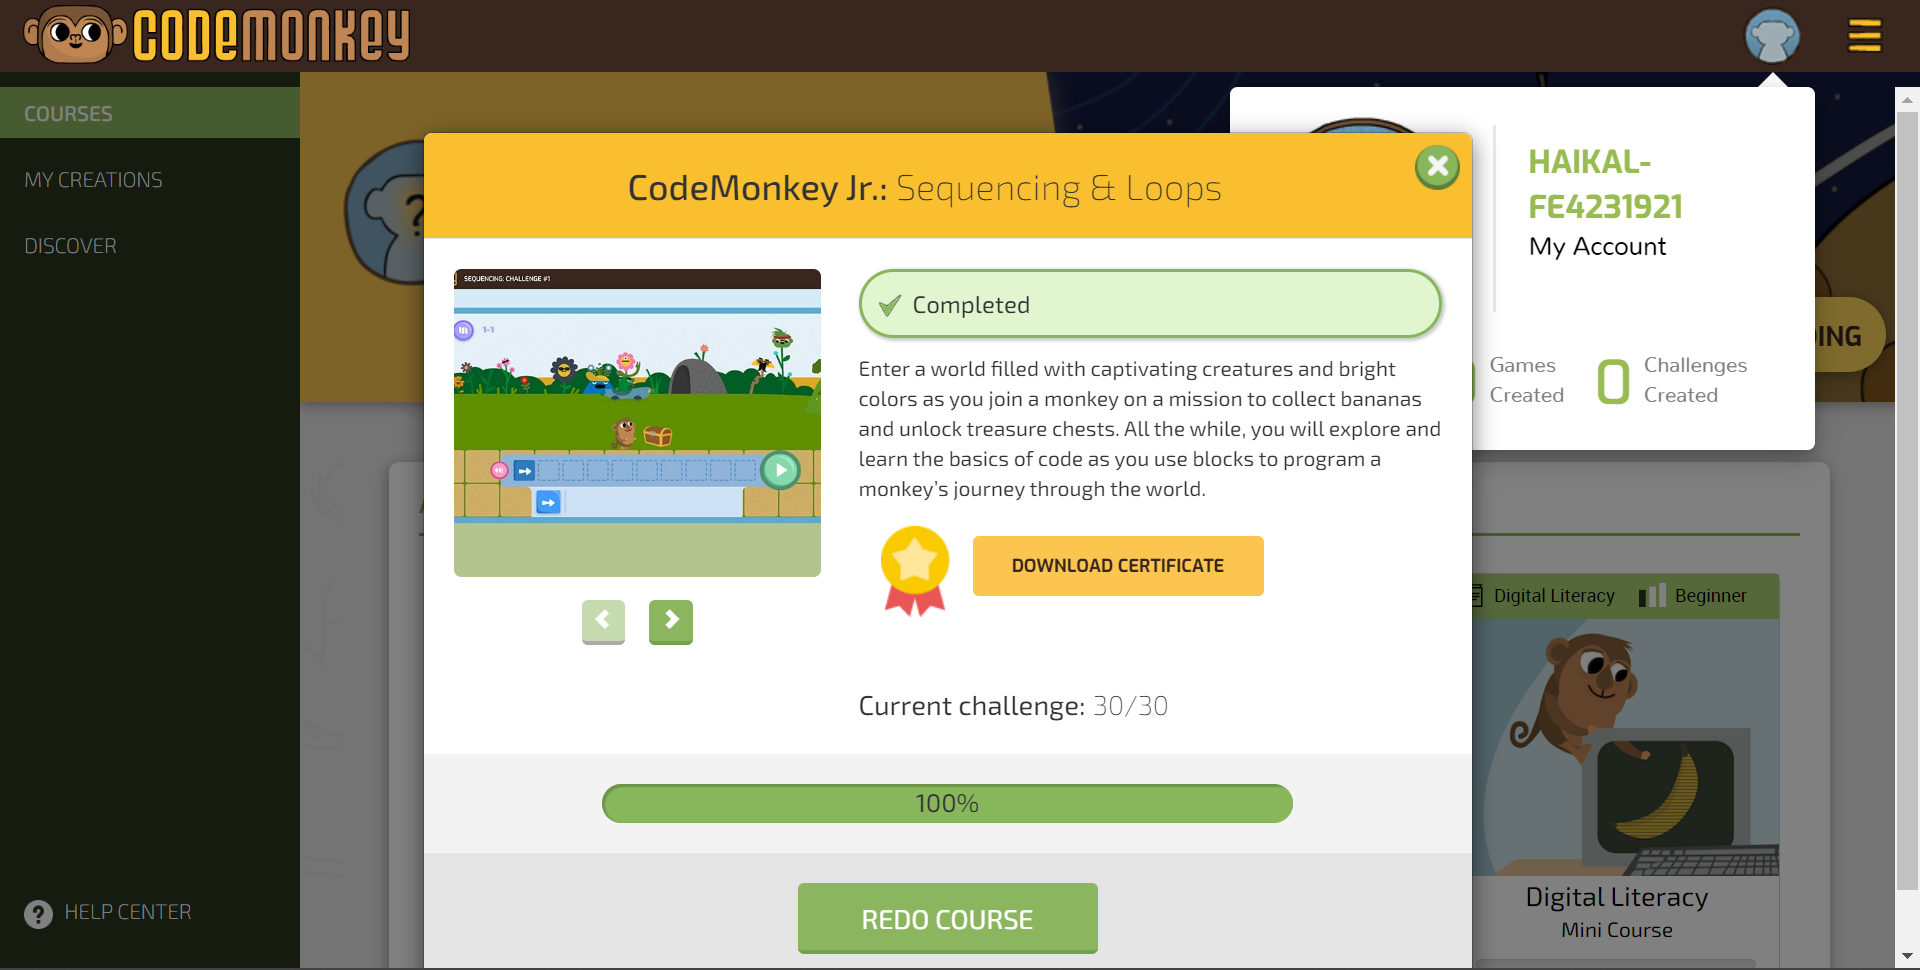 CODEMONKEY
COURSES
MY CREATIONS
DISCOVER
HELP CENTER
HAIKAL-
FE4231921
My Account
DING
Games
Created
0
Challenges
Created
CodeMonkey Jr.: Sequencing & Loops
SEQUENCING: CHALLENGE #1
1-1
Completed
Enter a world filled with captivating creatures and bright
colors as you join a monkey on a mission to collect bananas
and unlock treasure chests. All the while, you will explore and
learn the basics of code as you use blocks to program a
monkey's journey through the world.
DOWNLOAD CERTIFICATE
Current challenge: 30/30
100%
REDO COURSE
Digital Literacy
Beginner
Digital Literacy
Mini Course